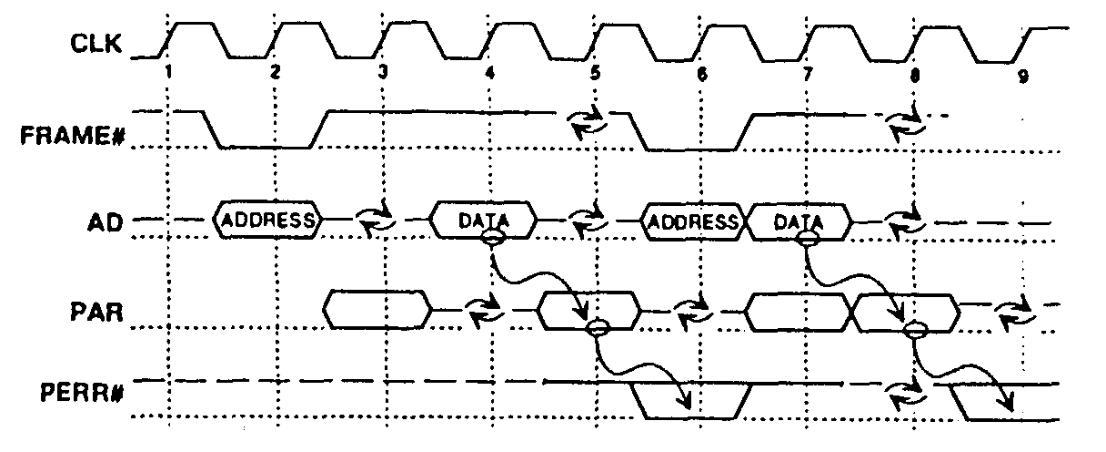 CLK
1 2 3 4 5 6 7 8 9
FRAME#
AD ADDRESS DATA ADDRESS DATA
PAR
PERR#